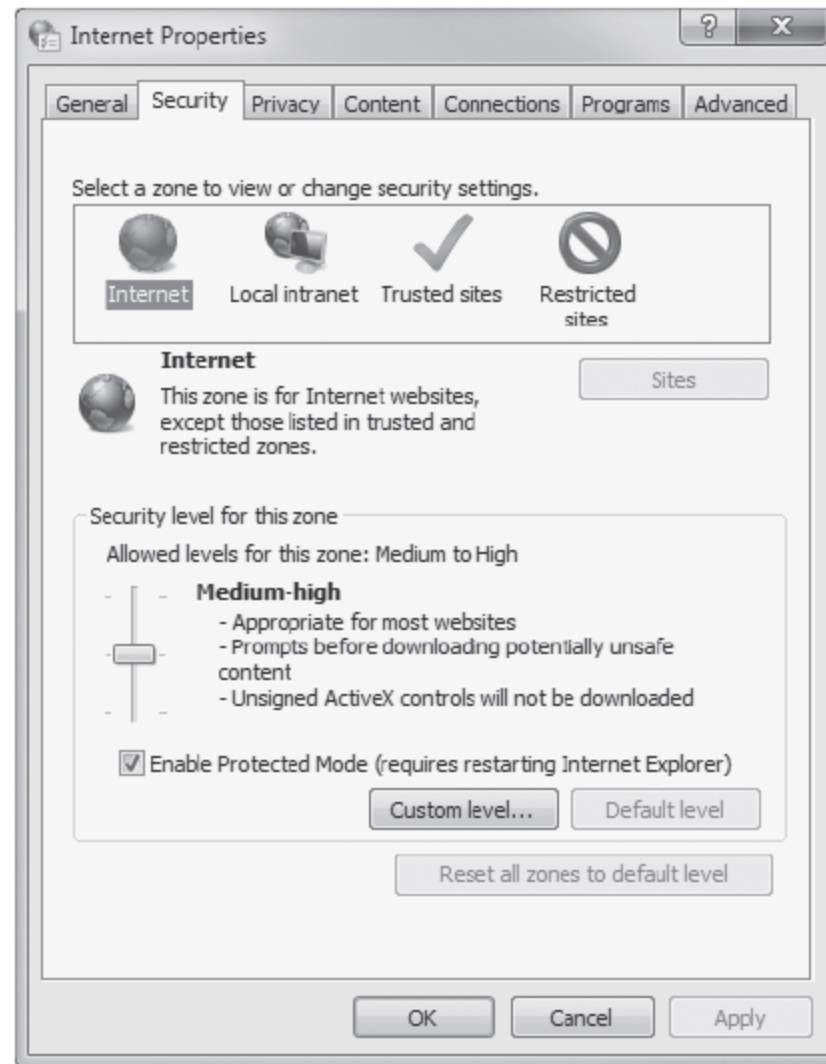 Internet Properties
General Security Privacy Content Connections Programs Advanced
Select a zone to view or change security settings.
Internet Local intranet Trusted sites Restricted
sites
Internet
Sites
This zone is for Internet websites,
except those listed in trusted and
restricted zones.
Security level for this zone
Allowed levels for this zone: Medium to High
Medium-high
- Appropriate for most websites
- Prompts before downloading potentially unsafe
content
- Unsigned ActiveX controls will not be downloaded
Enable Protected Mode (requires restarting Internet Explorer)
Custom level... Default level
Reset all zones to default level
OK Cancel Apply